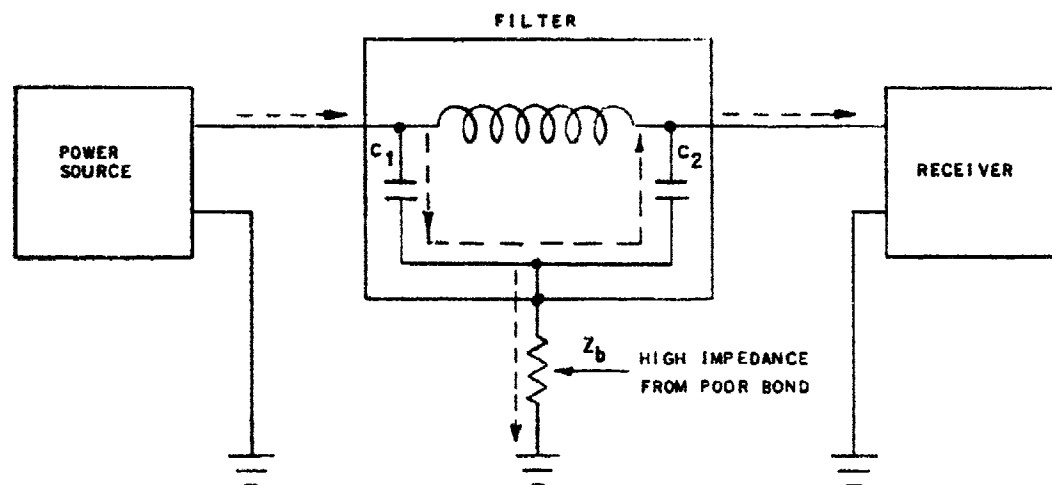 FILTER
POWER
SOURCE
C1
C2
RECEIVER
Zb
HIGH IMPEDANCE
FROM POOR BOND